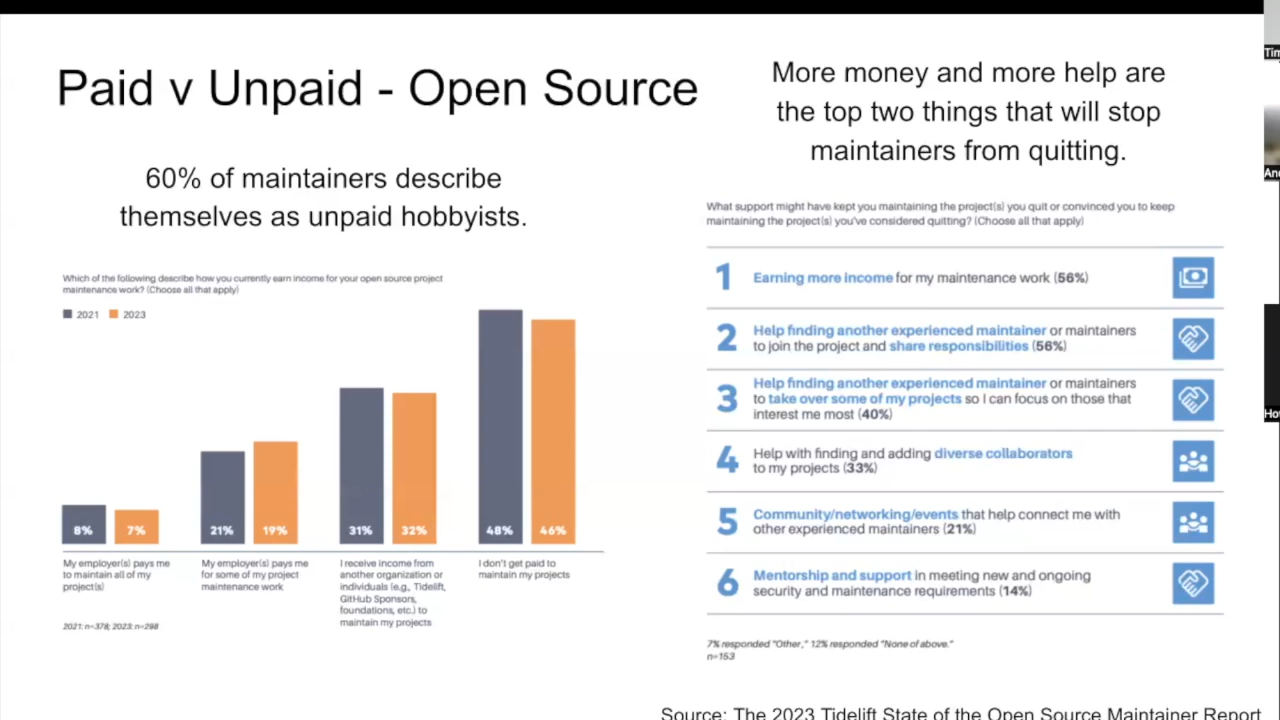 Paid v Unpaid - Open Source
60% of maintainers describe
themselves as unpaid hobbyists.
Which of the following describe how you currently earn income for your open source project
maintenance work? (Choose all that apply)
2021 2023
8% 7% 21% 19% 31% 32% 48% 46%
My employer(s) pays me
to maintain all of my
project(s)
My employer(s) pays me
for some of my project
maintenance work
I receive income from
another organization or
individuals (e.g., Tidelift,
GitHub Sponsors,
foundations, etc.) to
maintain my projects
I don't get paid to
maintain my projects
2021: n=378; 2023: n=298
More money and more help are
the top two things that will stop
maintainers from quitting.
What support might have kept you maintaining the project(s) you quit or convinced you to keep
maintaining the project(s) you've considered quitting? (Choose all that apply)
1 Earning more income for my maintenance work (56%)
2 Help finding another experienced maintainer or maintainers
to join the project and share responsibilities (56%)
3 Help finding another experienced maintainer or maintainers
to take over some of my projects so I can focus on those that
interest me most (40%)
4 Help with finding and adding diverse collaborators
to my projects (33%)
5 Community/networking/events that help connect me with
other experienced maintainers (21%)
6 Mentorship and support in meeting new and ongoing
security and maintenance requirements (14%)
7% responded "Other," 12% responded "None of above."
n=153
Source: The 2023 Tidelift State of the Open Source Maintainer Report